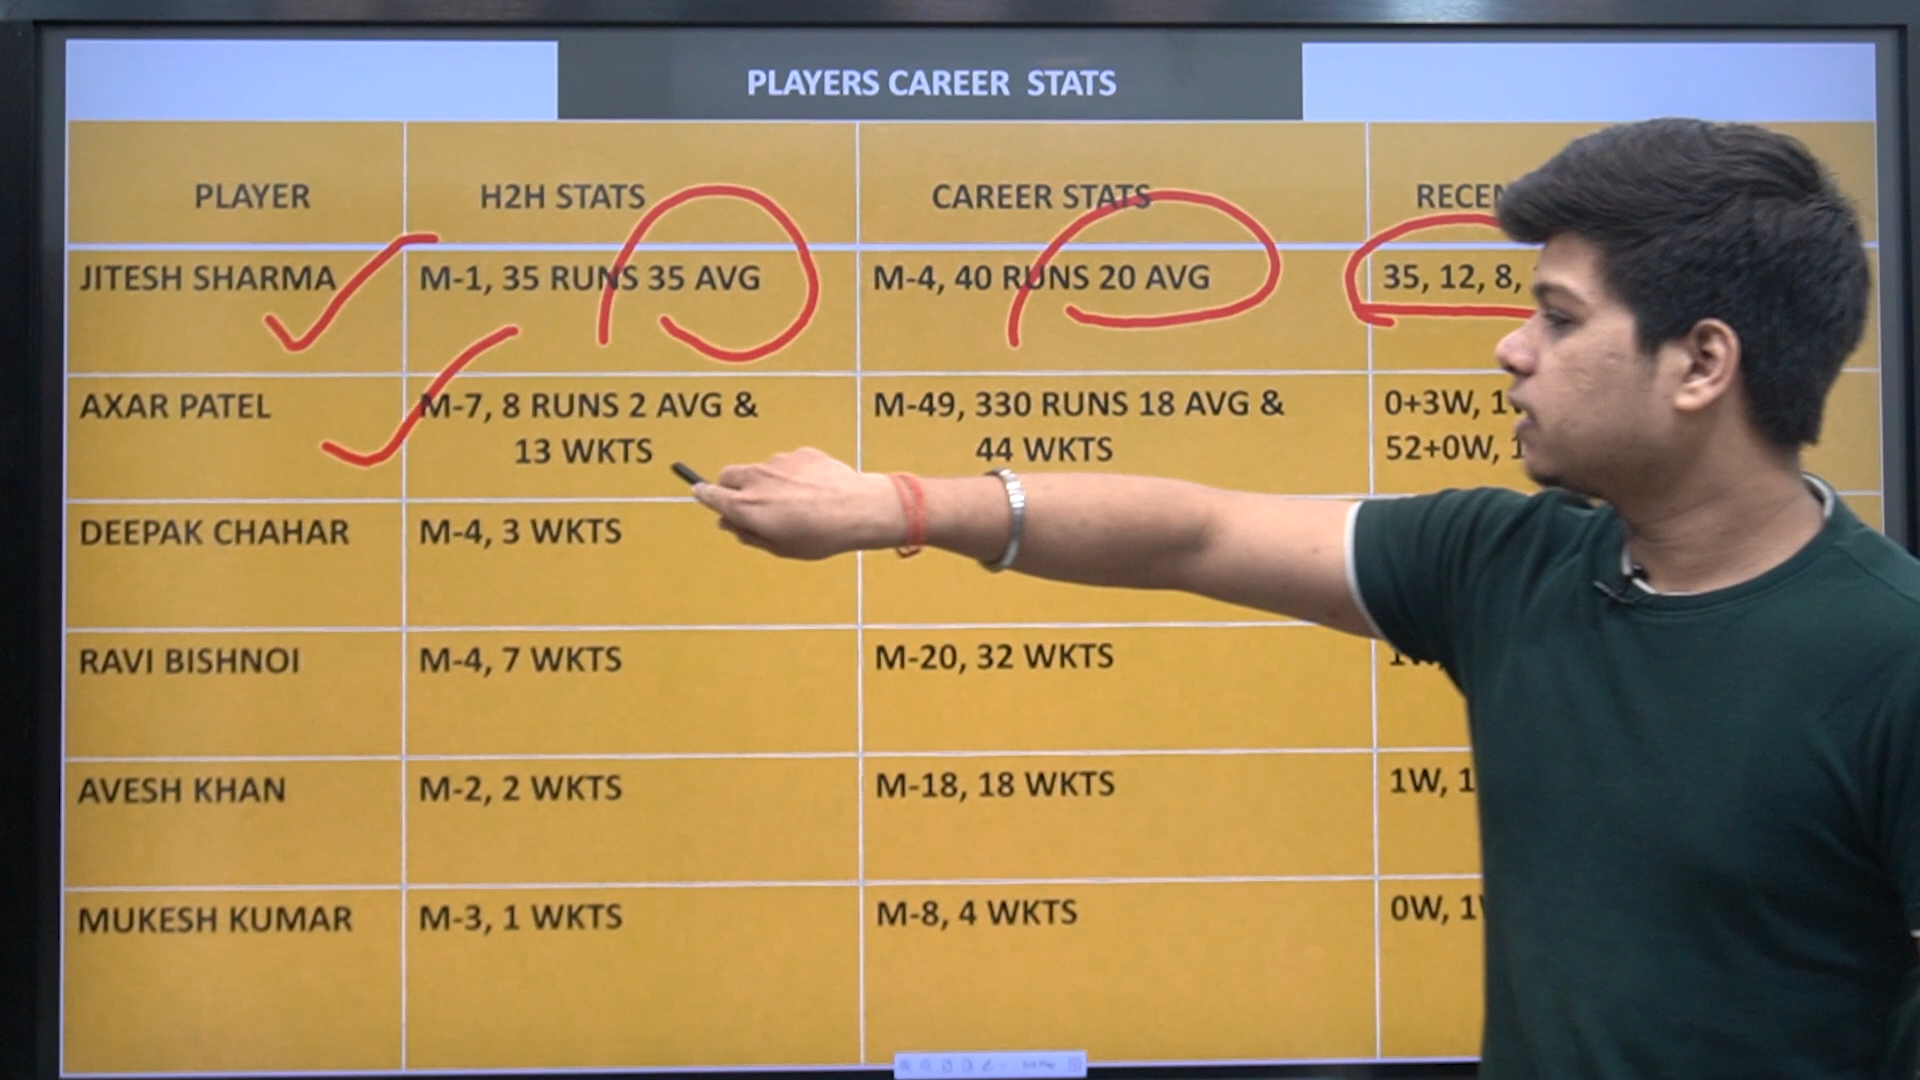 PLAYERS CAREER STATS
PLAYER H2H STATS CAREER STATS
JITESH SHARMA M-1, 35 RUNS 35 AVG M-4, 40 RUNS 20 AVG 35, 12, 8,
AXAR PATEL M-7, 8 RUNS 2 AVG & M-49, 330 RUNS 18 AVG & 0+3W,
13 WKTS 44 WKTS 52+0W,
DEEPAK CHAHAR M-4, 3 WKTS
RAVI BISHNOI M-4, 7 WKTS M-20, 32 WKTS
AVESH KHAN M-2, 2 WKTS M-18, 18 WKTS 1W,
MUKESH KUMAR M-3, 1 WKTS M-8, 4 WKTS 0W,